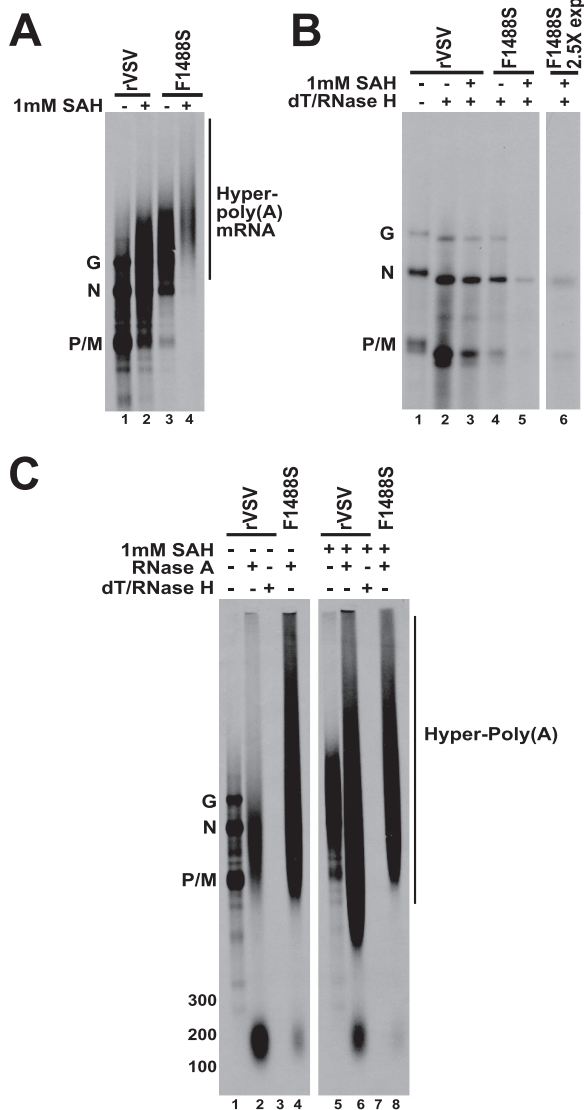 A
rVSV
F1488S
1mM SAH - + - +
Hyper-
poly(A)
mRNA
G
N
P/M
1 2 3 4
B
rVSV
F1488S
F1488S
2.5X exp
1mM SAH - - + - + +
dT/RNase H - + + + + +
G
N
P/M
1 2 3 4 5 6
C
rVSV
F1488S
rVSV
F1488S
1mM SAH - - - - + + + +
RNase A - + - + - + - +
dT/RNase H - - + - - - + -
Hyper-Poly(A)
G
N
P/M
300
200
100
1 2 3 4 5 6 7 8